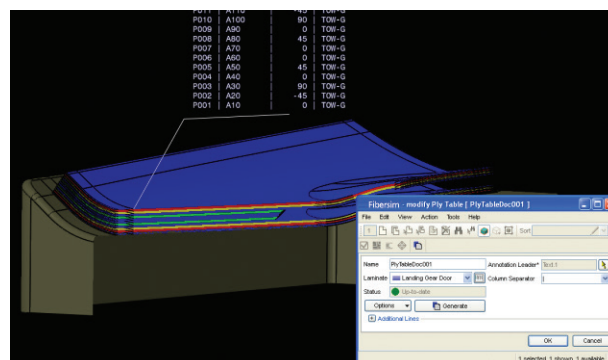 P011 | A110 | -45 | TOW-G
P010 | A100 | 90 | TOW-G
P009 | A90 | 0 | TOW-G
P008 | A80 | 45 | TOW-G
P007 | A70 | 0 | TOW-G
P006 | A60 | 0 | TOW-G
P005 | A50 | 45 | TOW-G
P004 | A40 | 0 | TOW-G
P003 | A30 | 90 | TOW-G
P002 | A20 | -45 | TOW-G
P001 | A10 | 0 | TOW-G
Fibersim - modify Ply Table [ PlyTableDoc001 ]
File Edit View Action Tools Help
Sort
Name PlyTableDoc001 Annotation Leader* Text.1
Laminate Landing Gear Door Column Separator |
Status Up-to-date
Options Generate
Additional Lines
OK Cancel
1 selected, 1 shown, 1 available